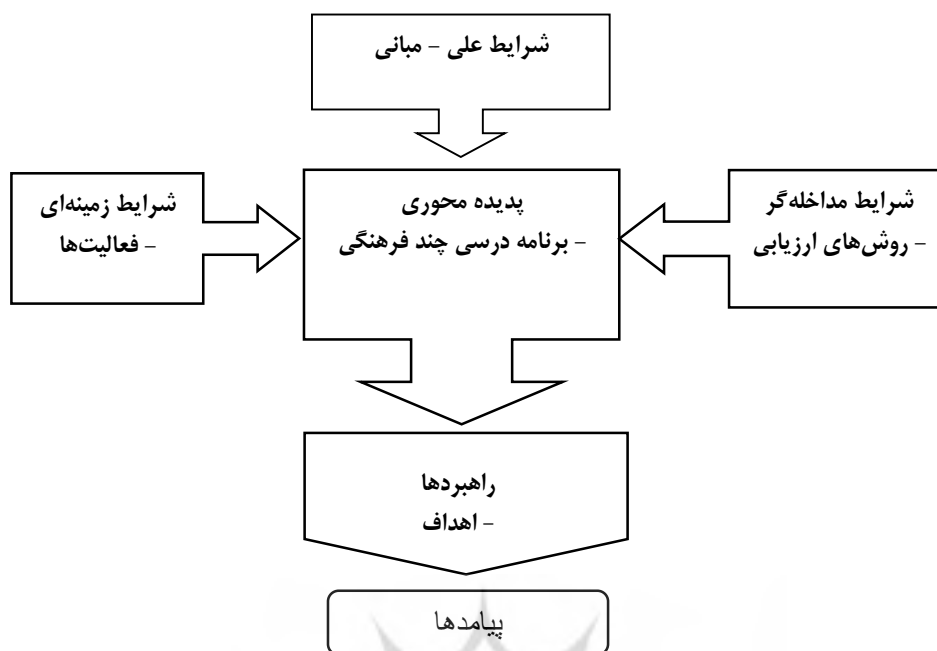 شرایط علی - مبانی
شرایط مداخله‌گر
- روش‌های ارزیابی
پدیده محوری
- برنامه درسی چند فرهنگی
شرایط زمینه‌ای
- فعالیت‌ها
راهبردها
- اهداف
پیامدها